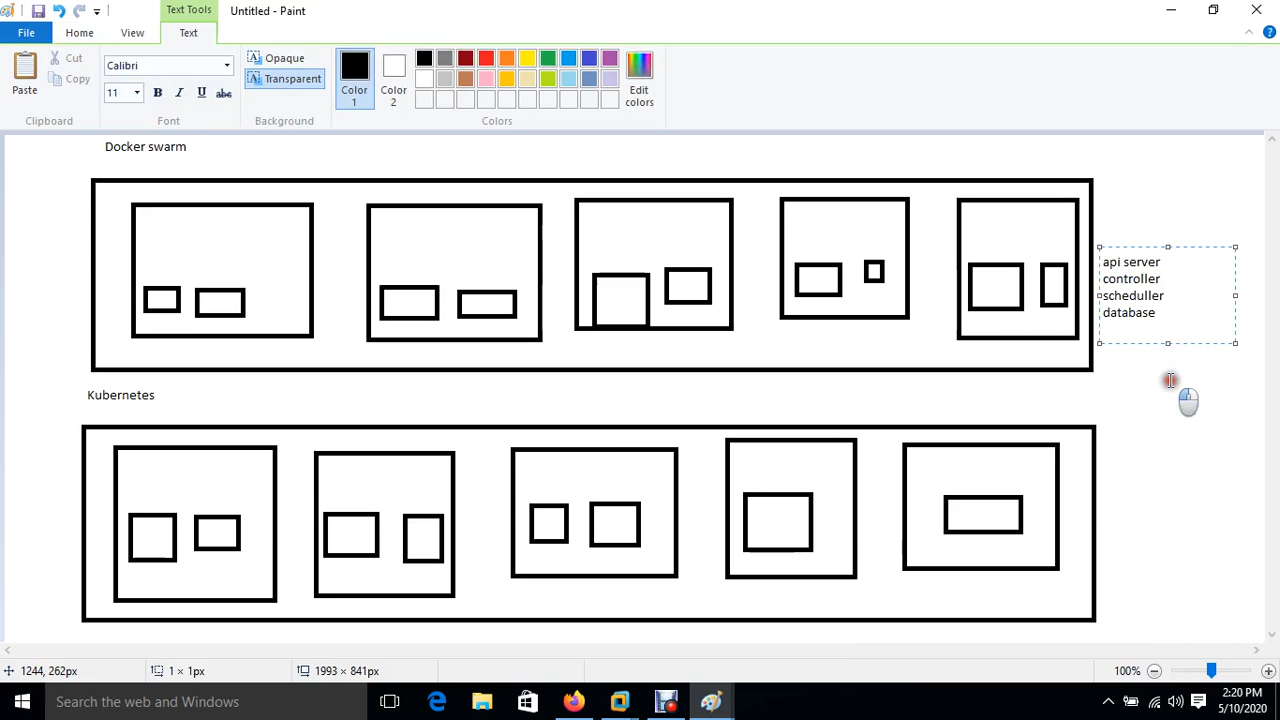 Text Tools
Untitled - Paint
File
Home
View
Text
Paste
Cut
Copy
Clipboard
Calibri
11
B I U abc
Font
Opaque
Transparent
Background
Color 1
Color 2
Edit colors
Colors
Docker swarm
api server
controller
scheduller
database
Kubernetes
1244, 262px
1 × 1px
1993 × 841px
100%
Search the web and Windows
2:20 PM
5/10/2020